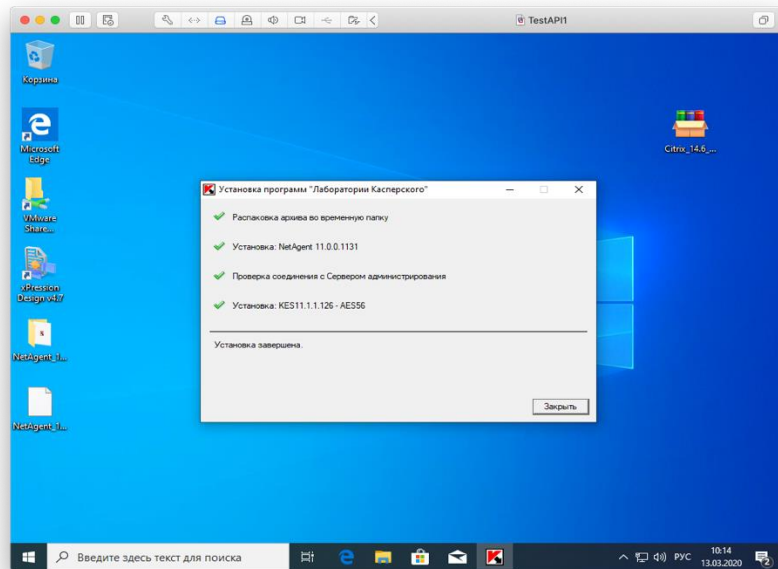 TestAPI1
Корзина
Microsoft
Edge
VMware
Share...
xPression
Design v4.7
NetAgent_1...
NetAgent_1...
Citrix_14.6_...
Установка программ "Лаборатории Касперского"
Распаковка архива во временную папку
Установка: NetAgent 11.0.0.1131
Проверка соединения с Сервером администрирования
Установка: KES11.1.1.126 - AES56
Установка завершена.
Закрыть
Введите здесь текст для поиска
РУС
10:14
13.03.2020
2